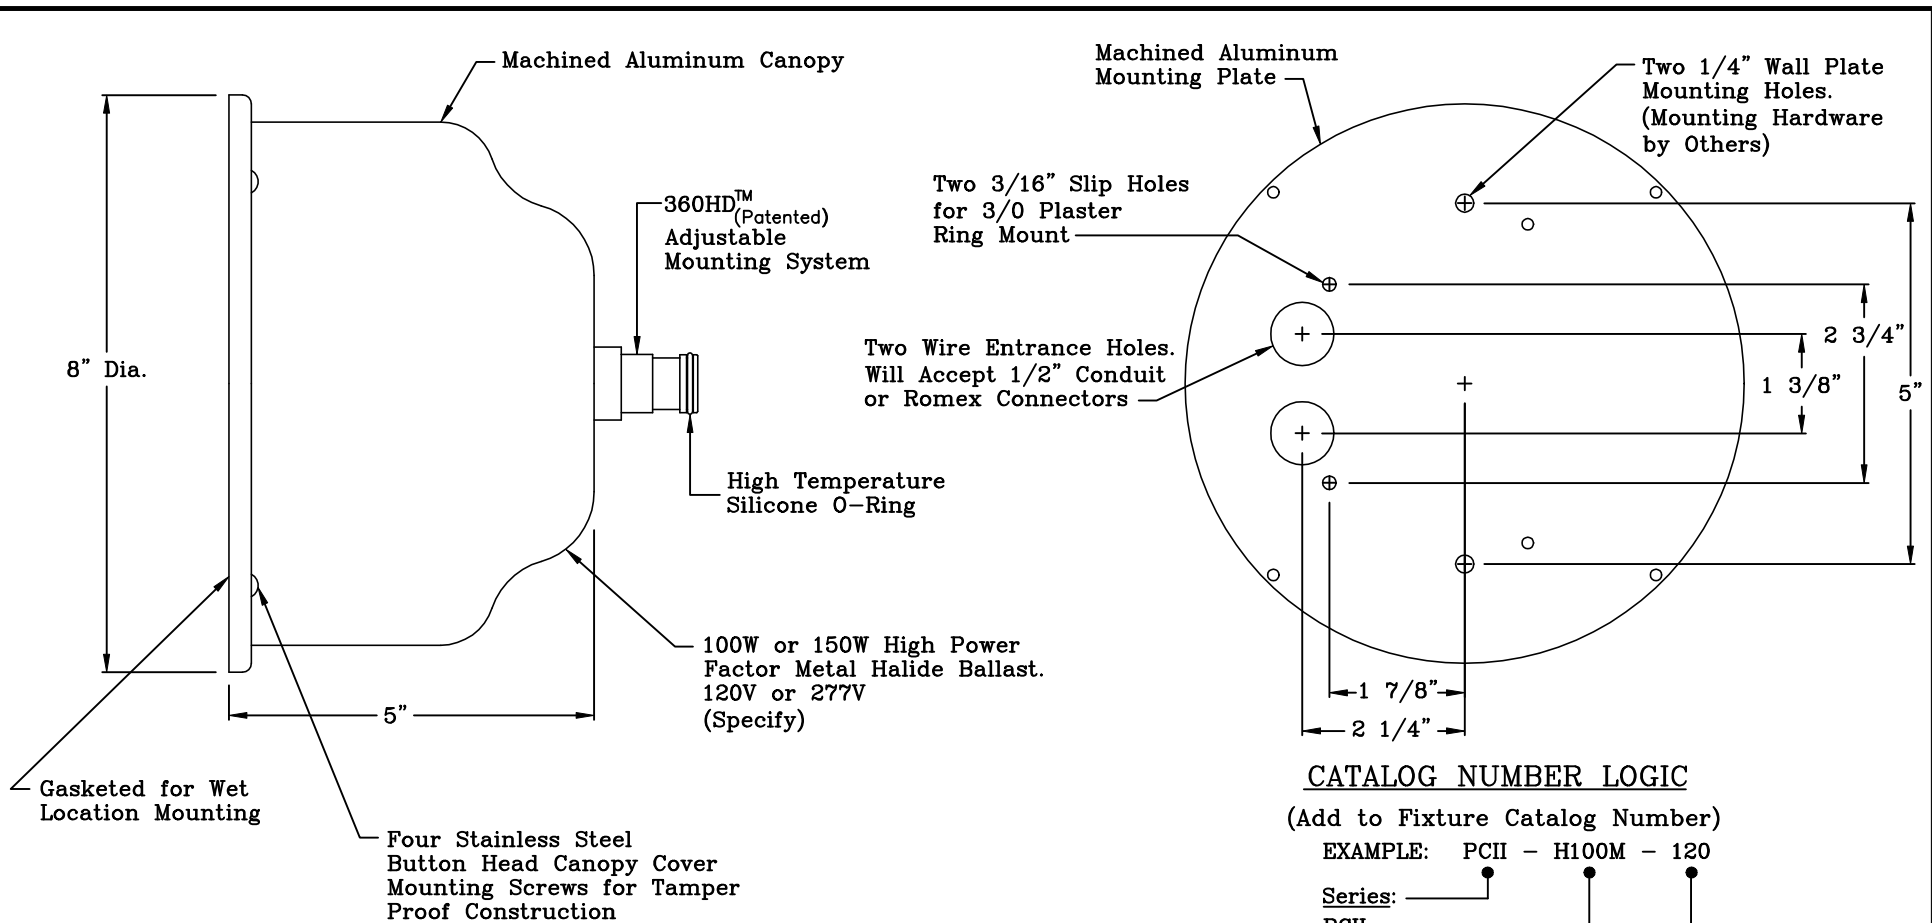 Machined Aluminum Canopy
8” Dia.
360HD™
(Patented)
Adjustable
Mounting System
High Temperature
Silicone O-Ring
100W or 150W High Power
Factor Metal Halide Ballast.
120V or 277V
(Specify)
5”
Gasketed for Wet
Location Mounting
Four Stainless Steel
Button Head Canopy Cover
Mounting Screws for Tamper
Proof Construction
Machined Aluminum
Mounting Plate
Two 1/4” Wall Plate
Mounting Holes.
(Mounting Hardware
by Others)
Two 3/16” Slip Holes
for 3/0 Plaster
Ring Mount
Two Wire Entrance Holes.
Will Accept 1/2” Conduit
or Romex Connectors
2 3/4”
1 3/8”
5”
1 7/8”
2 1/4”
CATALOG NUMBER LOGIC
(Add to Fixture Catalog Number)
EXAMPLE: PCII - H100M - 120
Series: